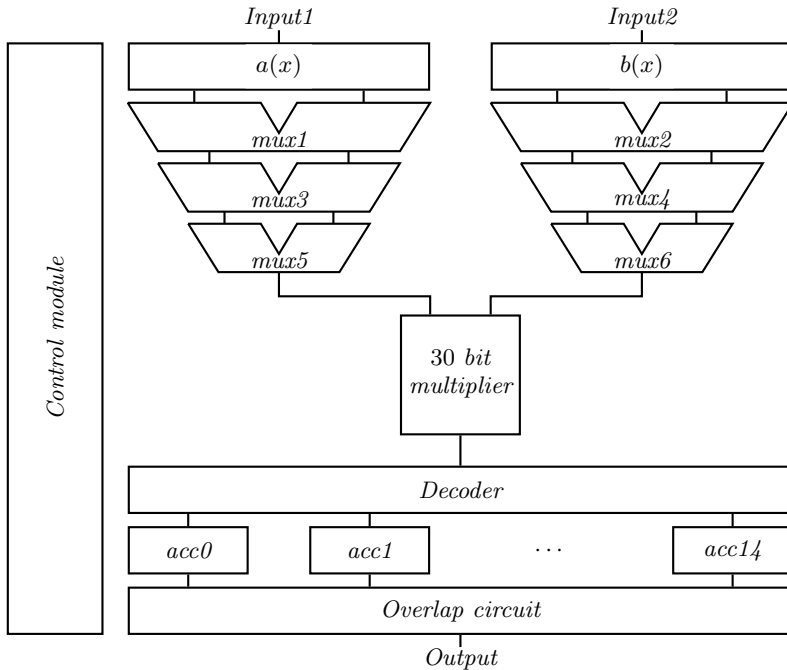 Input1
Input2
a(x)
b(x)
mux1
mux2
mux3
mux4
mux5
mux6
Control module
30 bit
multiplier
Decoder
acc0
acc1
...
acc14
Overlap circuit
Output